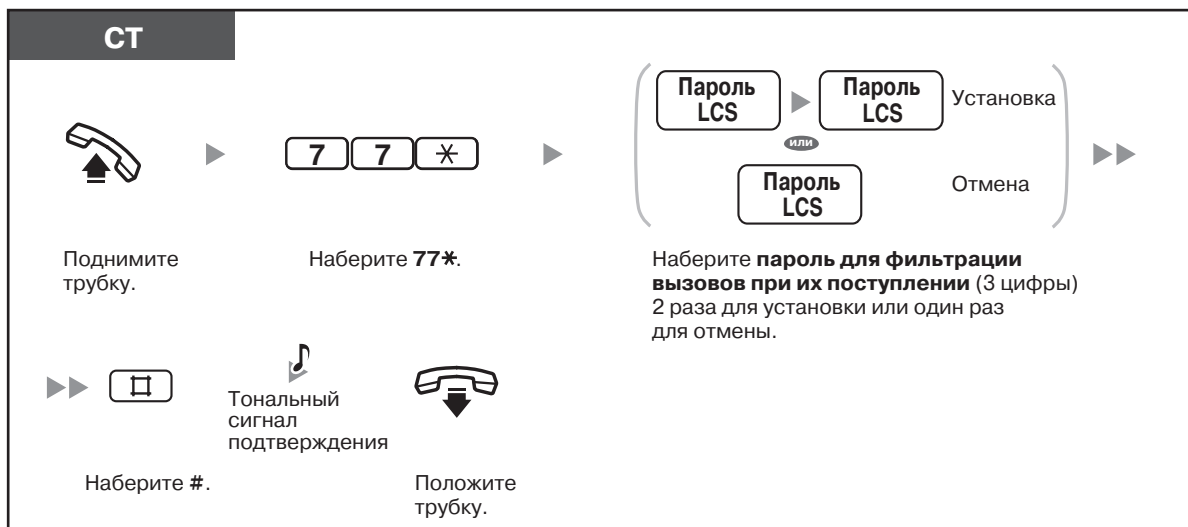 СТ
Пароль
LCS
Пароль
LCS
Установка
или
Пароль
LCS
Отмена
7 7 *
Поднимите
трубку.
Наберите 77*.
Наберите пароль для фильтрации
вызовов при их поступлении (3 цифры)
2 раза для установки или один раз
для отмены.
#
Тональный
сигнал
подтверждения
Наберите #.
Положите
трубку.